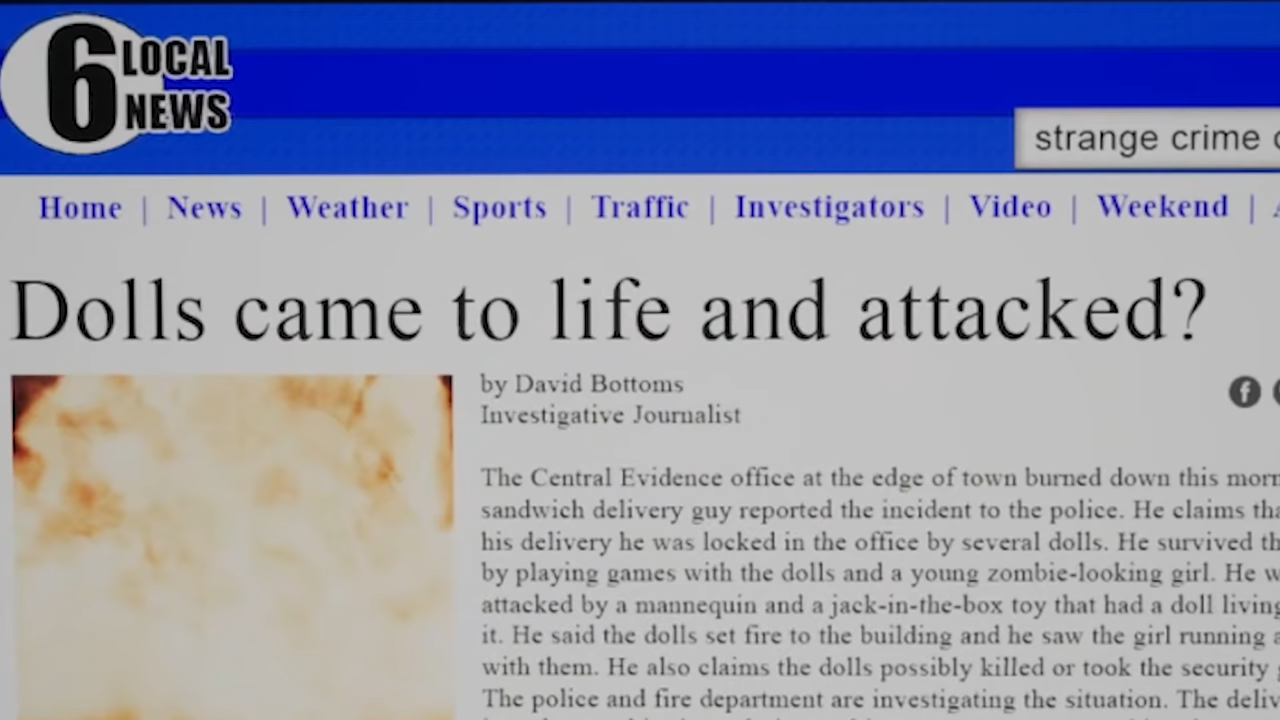 6 LOCAL
NEWS
strange crime
Home | News | Weather | Sports | Traffic | Investigators | Video | Weekend |
Dolls came to life and attacked?
by David Bottoms
Investigative Journalist
f
The Central Evidence office at the edge of town burned down this
sandwich delivery guy reported the incident to the police. He claims
his delivery he was locked in the office by several dolls. He survived
by playing games with the dolls and a young zombie-looking girl. He
attacked by a mannequin and a jack-in-the-box toy that had a doll living
it. He said the dolls set fire to the building and he saw the girl running
with them. He also claims the dolls possibly killed or took the security
The police and fire department are investigating the situation. The